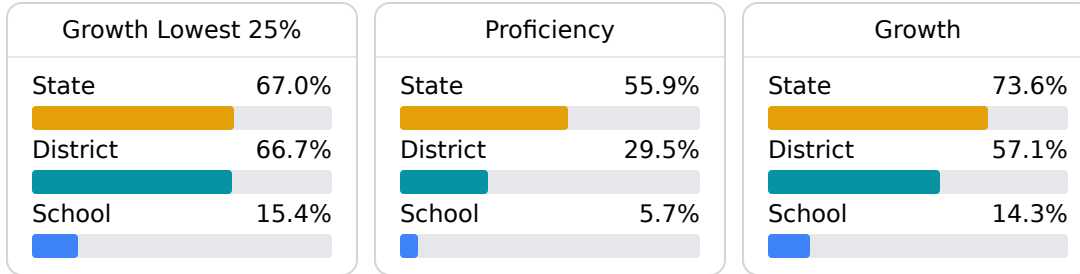 Growth Lowest 25%
State 67.0%
District 66.7%
School 15.4%
Proficiency
State 55.9%
District 29.5%
School 5.7%
Growth
State 73.6%
District 57.1%
School 14.3%